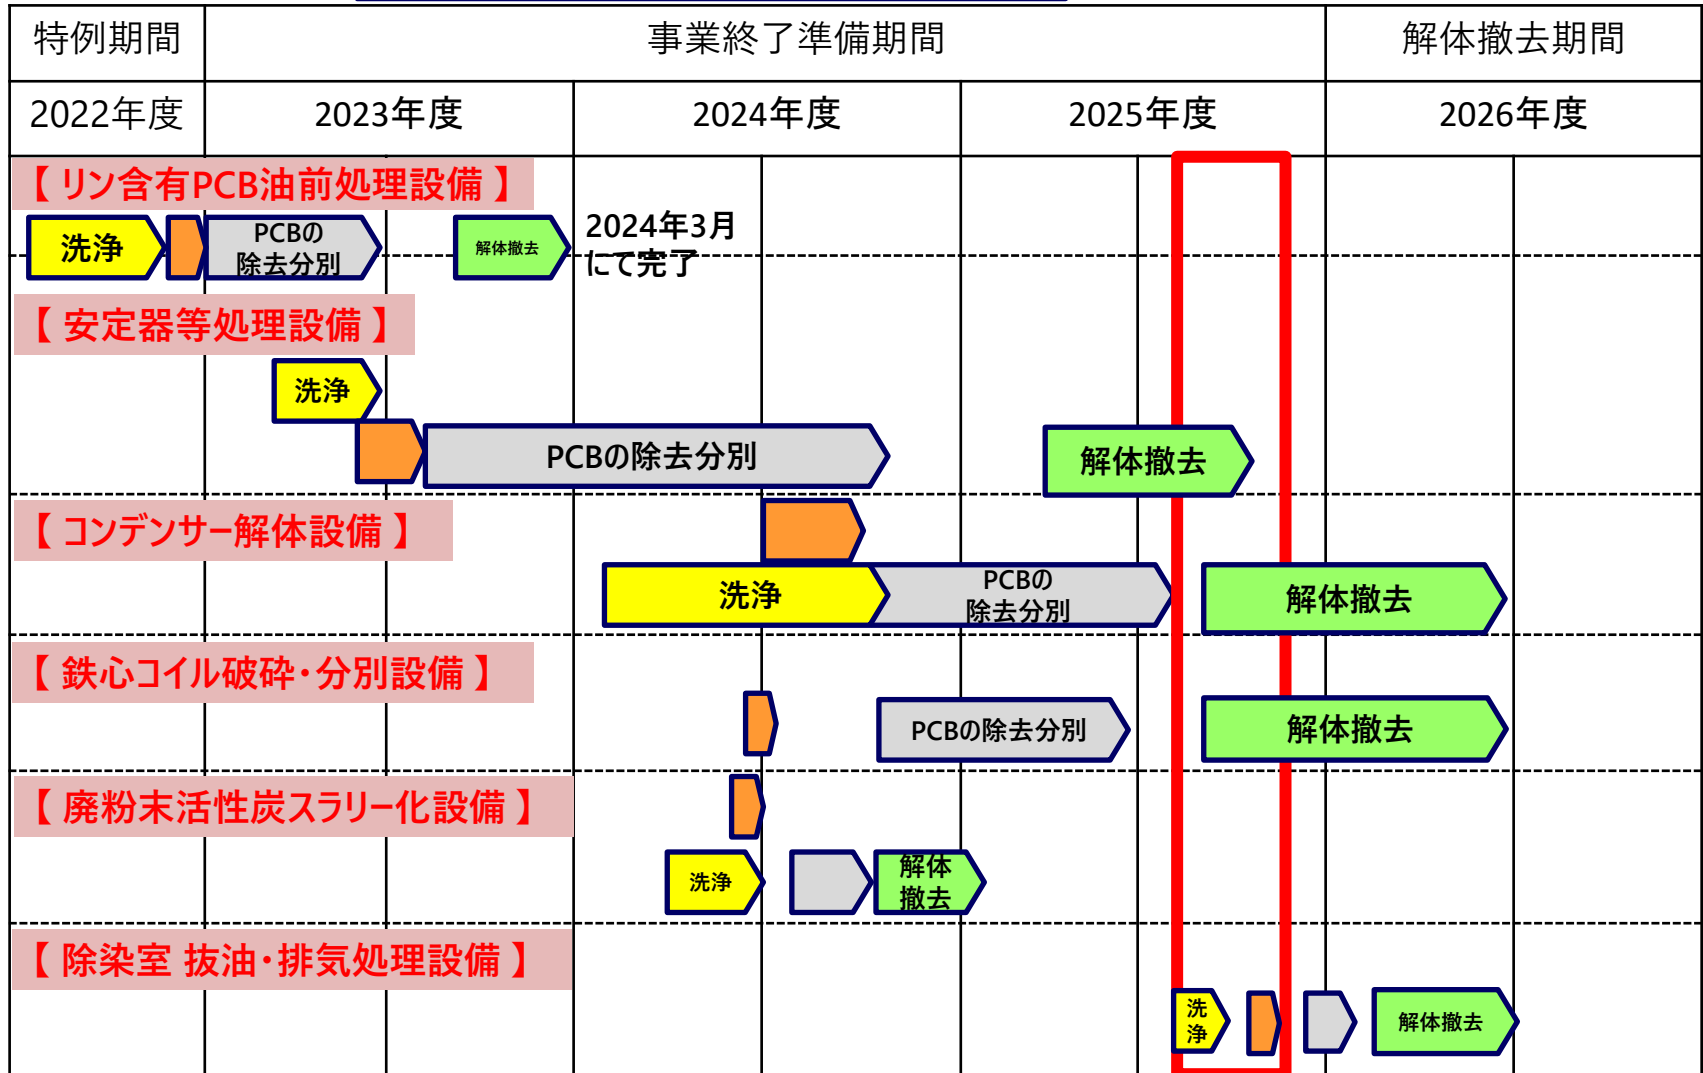 特例期間
事業終了準備期間
解体撤去期間
2022年度
2023年度
2024年度
2025年度
2026年度
【 リン含有PCB油前処理設備 】
洗浄
PCBの
除去分別
解体撤去
2024年3月
にて完了
【 安定器等処理設備 】
洗浄
PCBの除去分別
解体撤去
【 コンデンサー解体設備 】
洗浄
PCBの
除去分別
解体撤去
【 鉄心コイル破砕・分別設備 】
PCBの除去分別
解体撤去
【 廃粉末活性炭スラリー化設備 】
洗浄
解体
撤去
【 除染室 抜油・排気処理設備 】
洗
浄
解体撤去